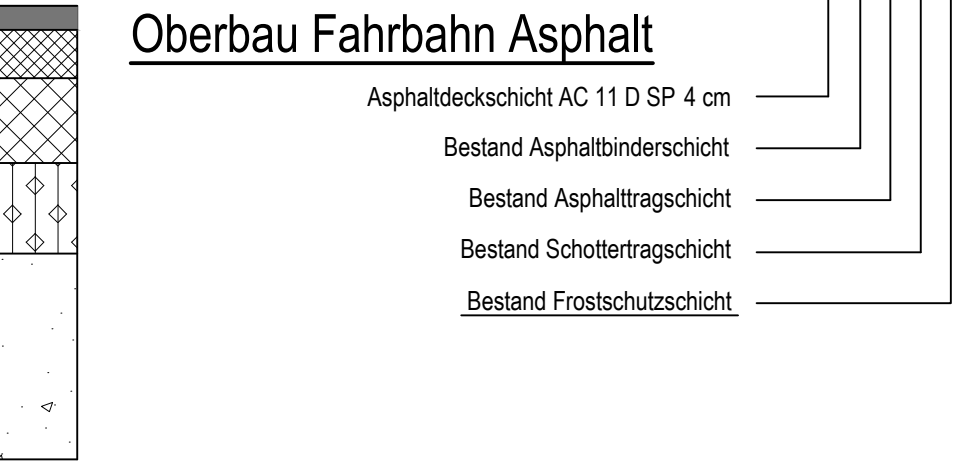 Oberbau Fahrbahn Asphalt
Asphaltdeckschicht AC 11 D SP 4 cm
Bestand Asphaltbinderschicht
Bestand Asphalttragschicht
Bestand Schottertragschicht
Bestand Frostschutzschicht